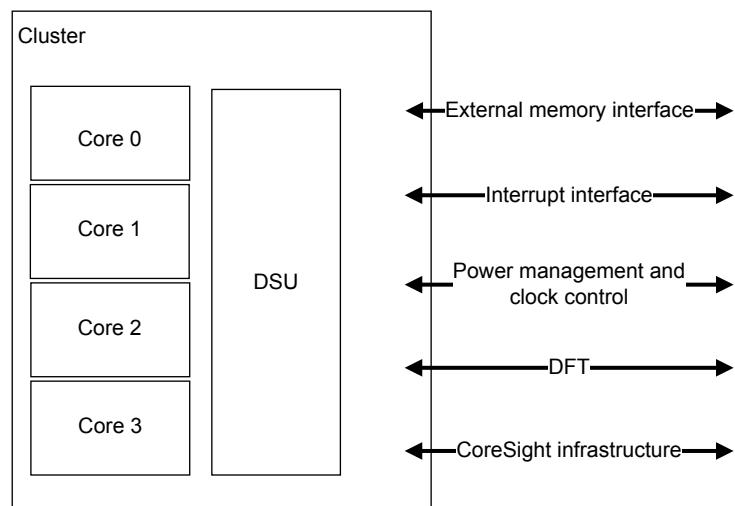 Cluster
Core 0
Core 1
Core 2
Core 3
DSU
External memory interface
Interrupt interface
Power management and
clock control
DFT
CoreSight infrastructure